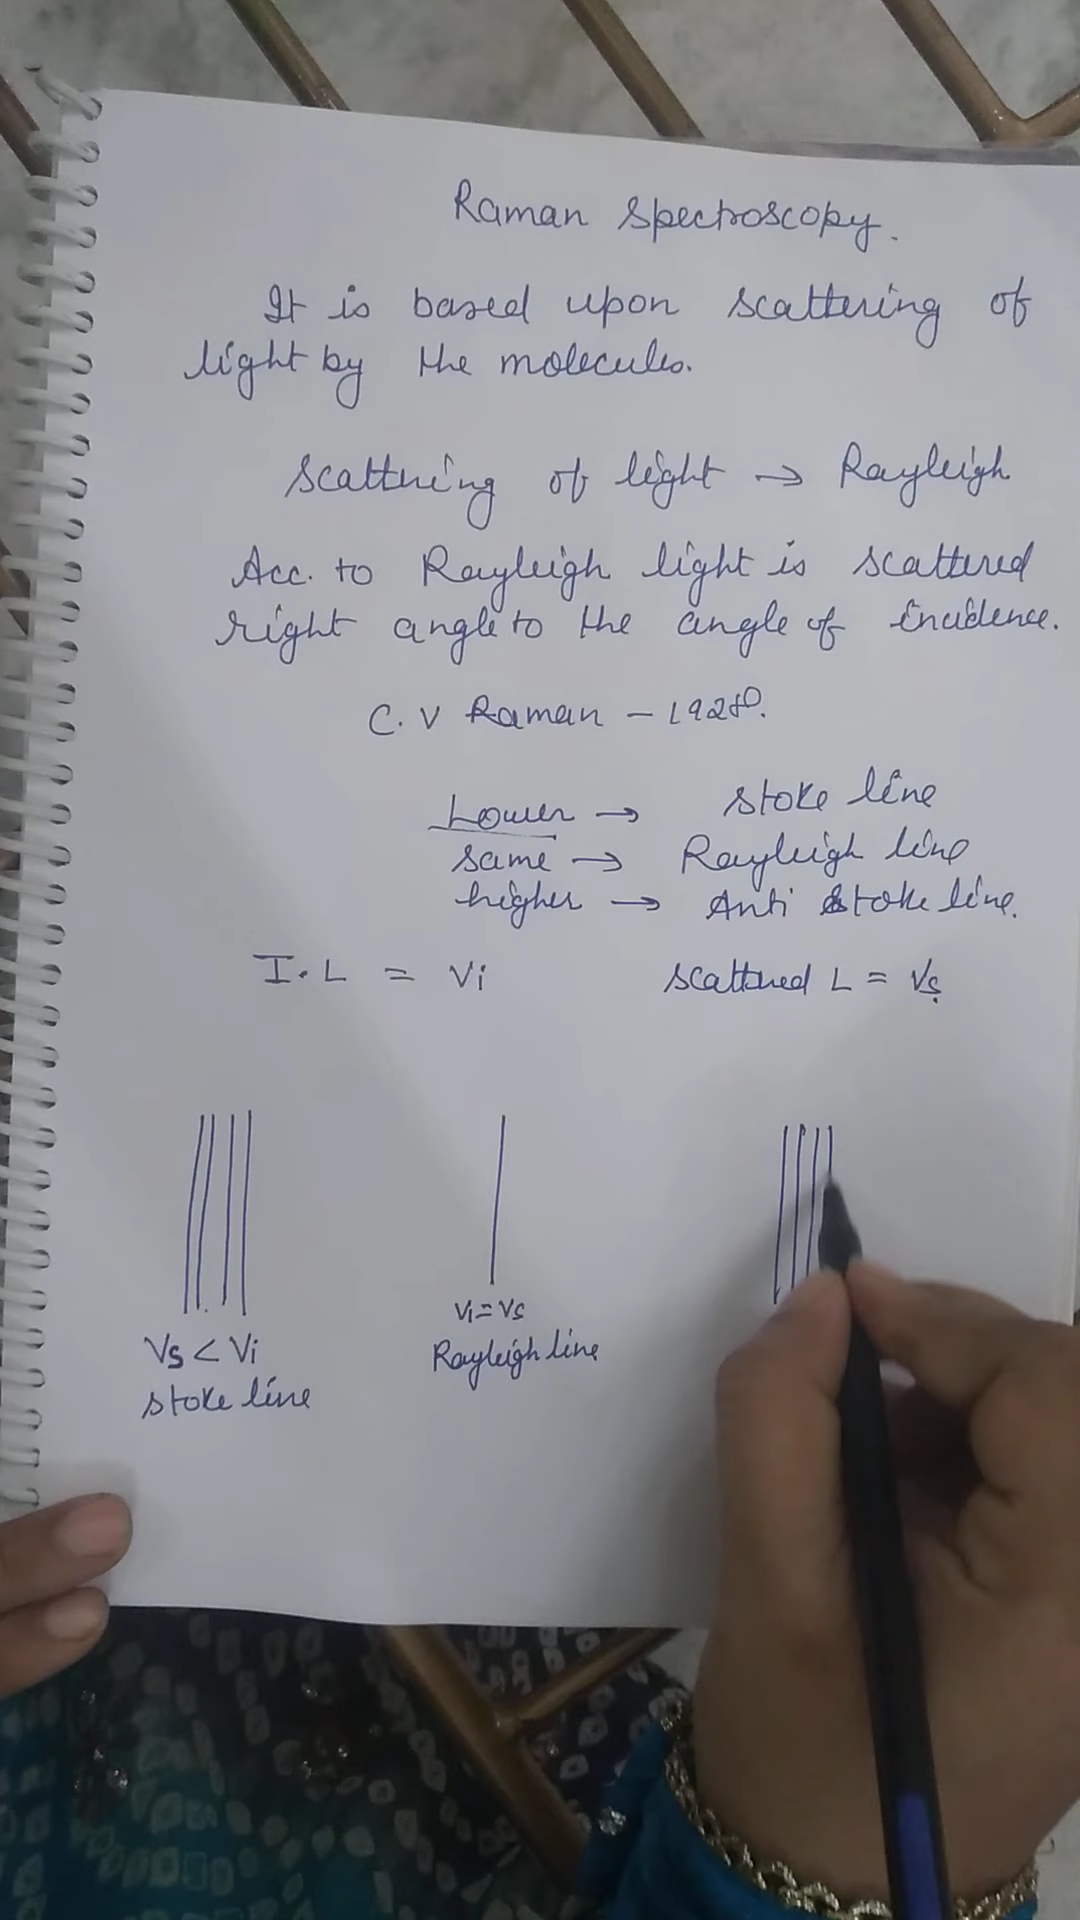 Raman Spectroscopy.
It is based upon scattering of
light by the molecules.
Scattering of light → Rayleigh
Acc. to Rayleigh light is scattered
right angle to the angle of incidence.
C. V Raman - 1928.
Lower → Stoke line
same → Rayleigh line
higher → Anti stoke line.
I. L = Vi
scattered L = Vs
Vs < Vi
stoke line
Vi = Vs
Rayleigh line